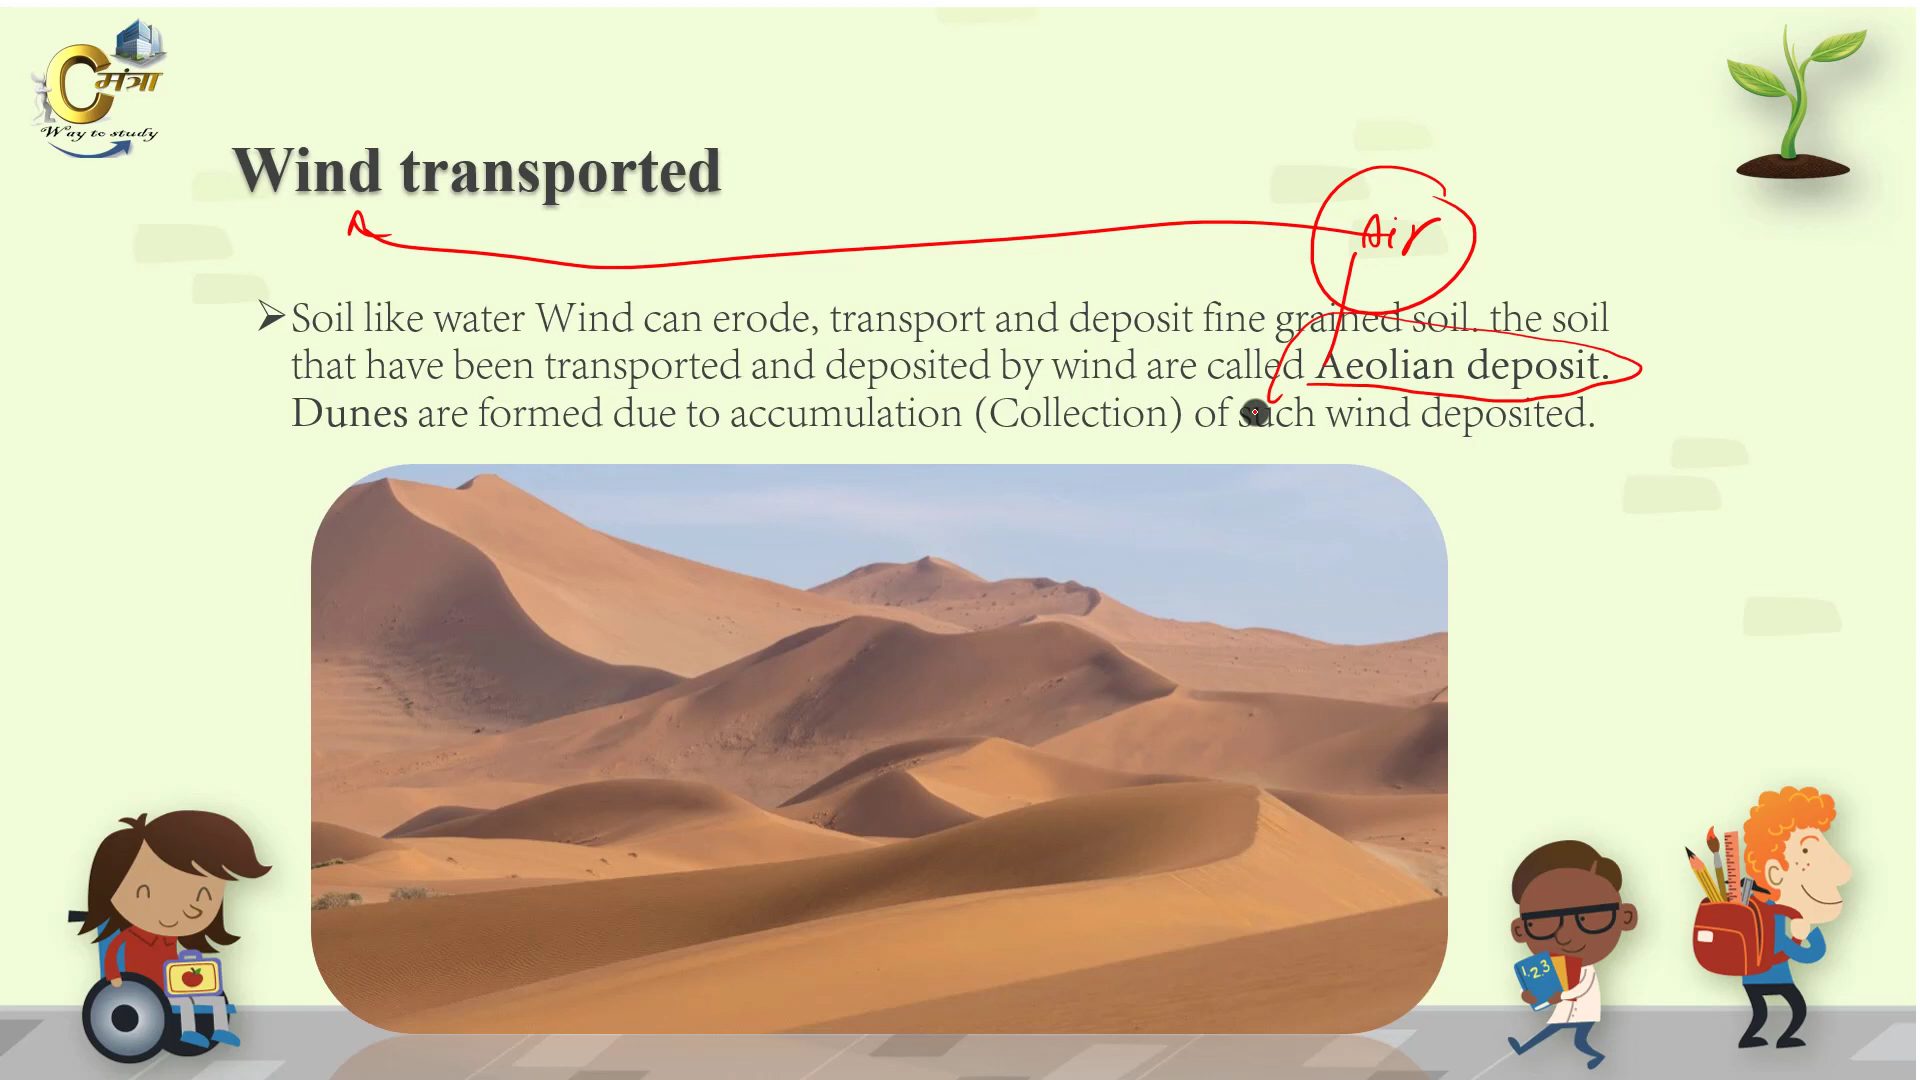 C मंत्रा
Way to study
Wind transported
Air
➢Soil like water Wind can erode, transport and deposit fine grained soil. the soil
that have been transported and deposited by wind are called Aeolian deposit.
Dunes are formed due to accumulation (Collection) of such wind deposited.
1.2.3